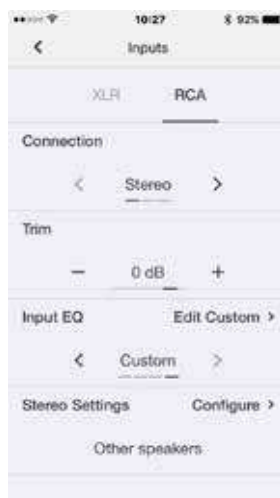 10:27 92%
Inputs
XLR RCA
Connection
Stereo
Trim
− 0 dB +
Input EQ Edit Custom >
< Custom >
Stereo Settings Configure >
Other speakers